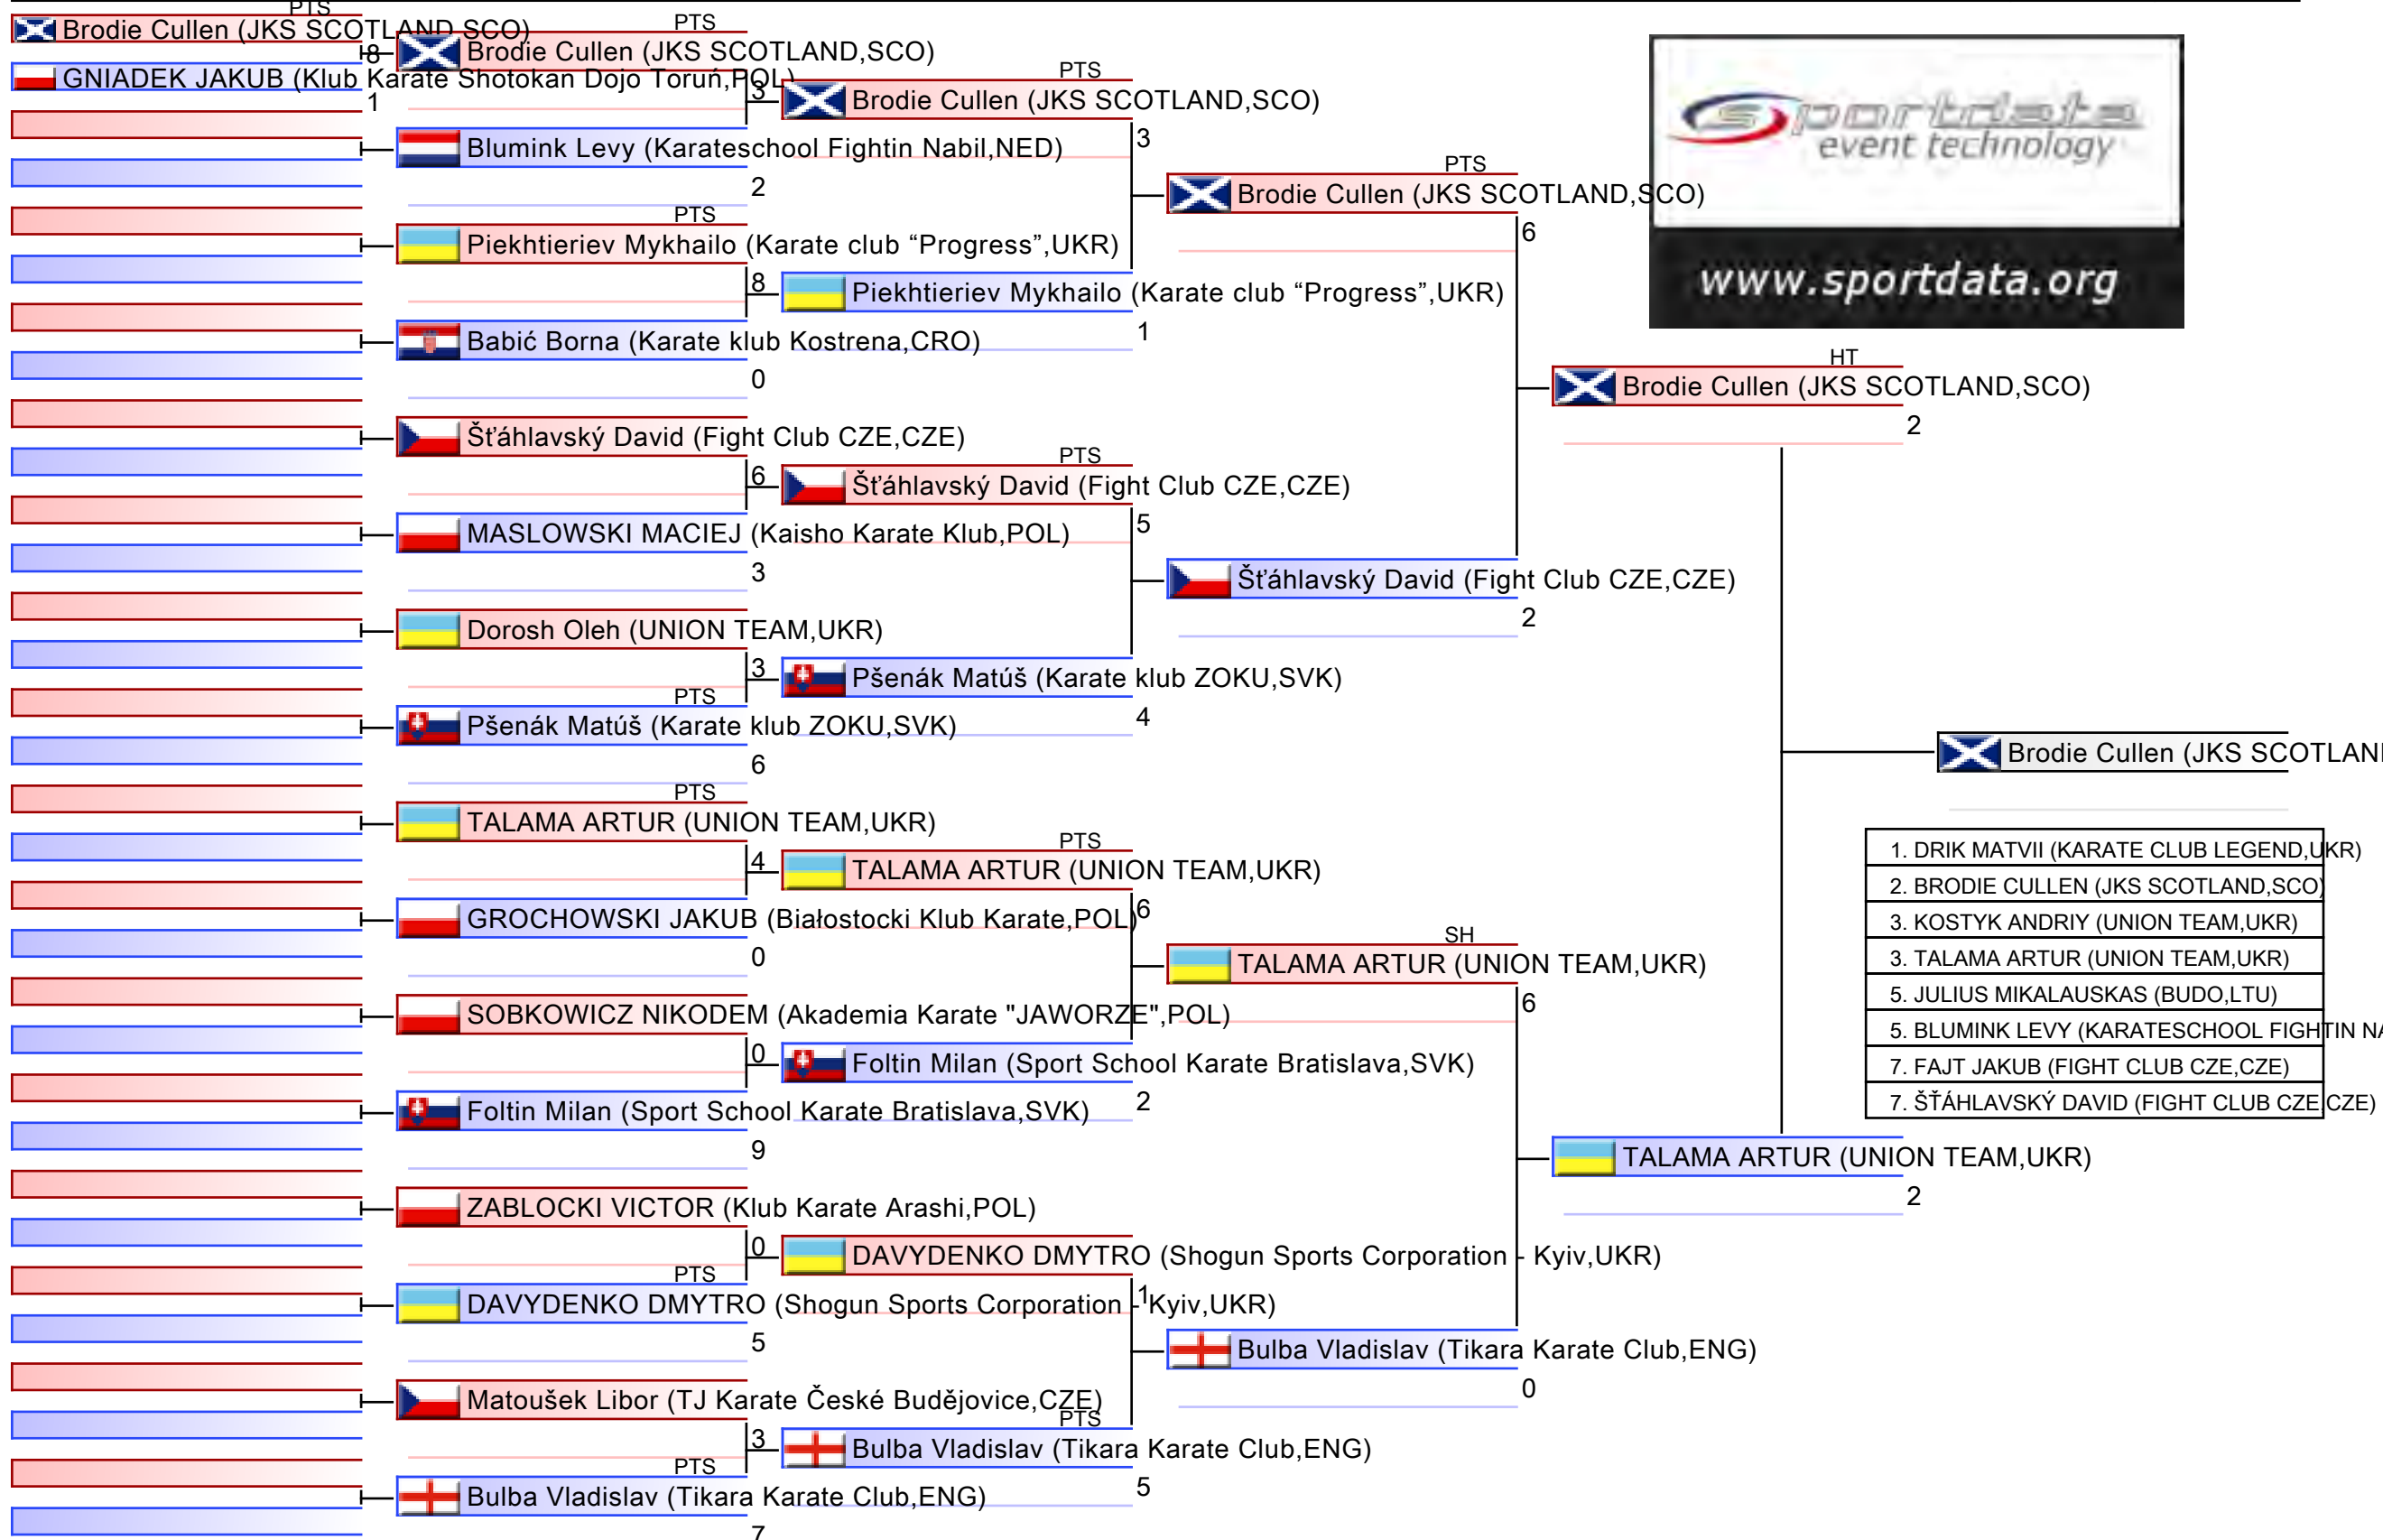 PTS
Brodie Cullen (JKS SCOTLAND,SCO)
8
GNIADEK JAKUB (Klub Karate Shotokan Dojo Toruń,POL)
1
PTS
Brodie Cullen (JKS SCOTLAND,SCO)
3
Blumink Levy (Karateschool Fightin Nabil,NED)
2
PTS
Piekhtieriev Mykhailo (Karate club “Progress”,UKR)
8
Babić Borna (Karate klub Kostrena,CRO)
0
Šťáhlavský David (Fight Club CZE,CZE)
6
MASLOWSKI MACIEJ (Kaisho Karate Klub,POL)
3
Dorosh Oleh (UNION TEAM,UKR)
3
PTS
Pšenák Matúš (Karate klub ZOKU,SVK)
6
PTS
TALAMA ARTUR (UNION TEAM,UKR)
4
GROCHOWSKI JAKUB (Białostocki Klub Karate,POL)
0
SOBKOWICZ NIKODEM (Akademia Karate "JAWORZE",POL)
0
Foltin Milan (Sport School Karate Bratislava,SVK)
9
ZABLOCKI VICTOR (Klub Karate Arashi,POL)
0
PTS
DAVYDENKO DMYTRO (Shogun Sports Corporation - Kyiv,UKR)
5
Matoušek Libor (TJ Karate České Budějovice,CZE)
3
PTS
Bulba Vladislav (Tikara Karate Club,ENG)
7
PTS
Brodie Cullen (JKS SCOTLAND,SCO)
3
Piekhtieriev Mykhailo (Karate club “Progress”,UKR)
1
PTS
Šťáhlavský David (Fight Club CZE,CZE)
5
Pšenák Matúš (Karate klub ZOKU,SVK)
4
PTS
TALAMA ARTUR (UNION TEAM,UKR)
6
Foltin Milan (Sport School Karate Bratislava,SVK)
2
DAVYDENKO DMYTRO (Shogun Sports Corporation - Kyiv,UKR)
1
PTS
Bulba Vladislav (Tikara Karate Club,ENG)
5
PTS
Brodie Cullen (JKS SCOTLAND,SCO)
6
Šťáhlavský David (Fight Club CZE,CZE)
2
SH
TALAMA ARTUR (UNION TEAM,UKR)
6
Bulba Vladislav (Tikara Karate Club,ENG)
0
HT
Brodie Cullen (JKS SCOTLAND,SCO)
2
TALAMA ARTUR (UNION TEAM,UKR)
2
sportdata
event technology
www.sportdata.org
Brodie Cullen (JKS SCOTLAN
1. DRIK MATVII (KARATE CLUB LEGEND,UKR)
2. BRODIE CULLEN (JKS SCOTLAND,SCO)
3. KOSTYK ANDRIY (UNION TEAM,UKR)
3. TALAMA ARTUR (UNION TEAM,UKR)
5. JULIUS MIKALAUSKAS (BUDO,LTU)
5. BLUMINK LEVY (KARATESCHOOL FIGHTIN NA
7. FAJT JAKUB (FIGHT CLUB CZE,CZE)
7. ŠŤÁHLAVSKÝ DAVID (FIGHT CLUB CZE,CZE)